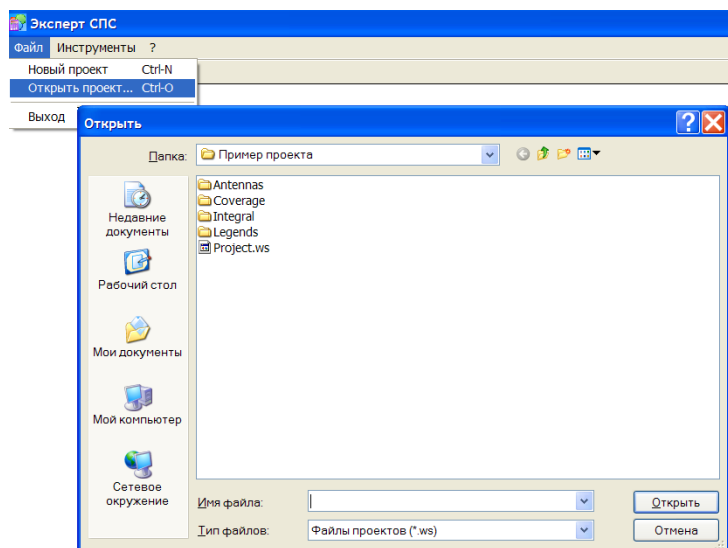 Эксперт СПС
Файл Инструменты ?
Новый проект Ctrl-N
Открыть проект... Ctrl-O
Выход
Открыть
Папка: Пример проекта
Antennas
Coverage
Integral
Legends
Project.ws
Недавние
документы
Рабочий стол
Мои документы
Мой компьютер
Сетевое
окружение
Имя файла:
Открыть
Тип файлов: Файлы проектов (*.ws)
Отмена